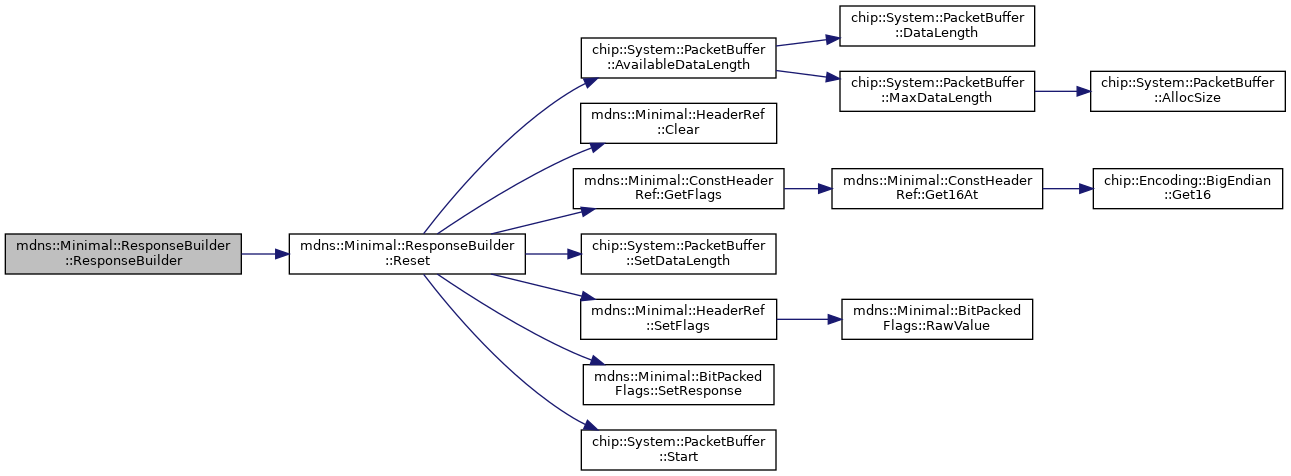 mdns::Minimal::ResponseBuilder
::ResponseBuilder
mdns::Minimal::ResponseBuilder
::Reset
chip::System::PacketBuffer
::AvailableDataLength
chip::System::PacketBuffer
::DataLength
chip::System::PacketBuffer
::MaxDataLength
chip::System::PacketBuffer
::AllocSize
mdns::Minimal::HeaderRef
::Clear
mdns::Minimal::ConstHeader
Ref::GetFlags
mdns::Minimal::ConstHeader
Ref::Get16At
chip::Encoding::BigEndian
::Get16
chip::System::PacketBuffer
::SetDataLength
mdns::Minimal::HeaderRef
::SetFlags
mdns::Minimal::BitPacked
Flags::RawValue
mdns::Minimal::BitPacked
Flags::SetResponse
chip::System::PacketBuffer
::Start